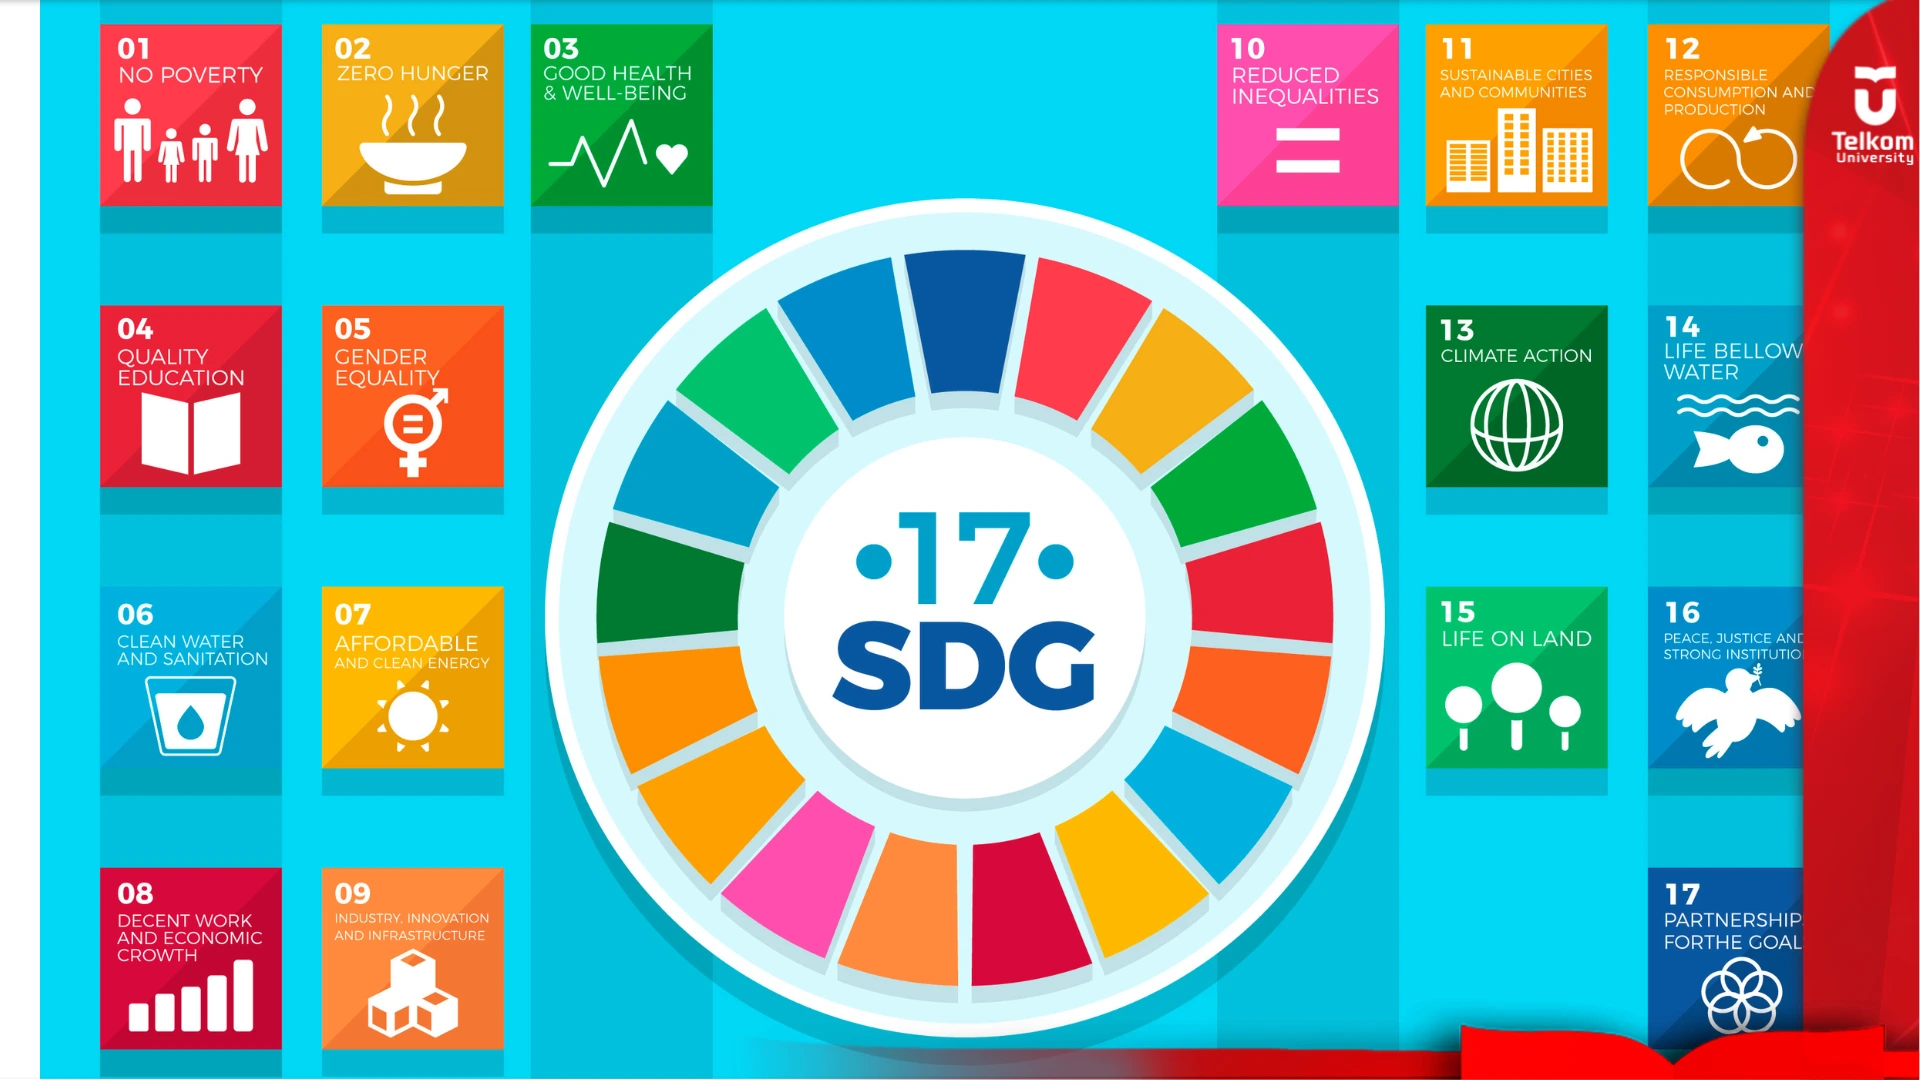 01
NO POVERTY
02
ZERO HUNGER
03
GOOD HEALTH
& WELL-BEING
10
REDUCED
INEQUALITIES
11
SUSTAINABLE CITIES
AND COMMUNITIES
12
RESPONSIBLE
CONSUMPTION AND
PRODUCTION
Telkom
University
04
QUALITY
EDUCATION
05
GENDER
EQUALITY
13
CLIMATE ACTION
14
LIFE BELLOW
WATER
•17•
SDG
06
CLEAN WATER
AND SANITATION
07
AFFORDABLE
AND CLEAN ENERGY
15
LIFE ON LAND
16
PEACE, JUSTICE AND
STRONG INSTITUTIO
08
DECENT WORK
AND ECONOMIC
CROWTH
09
INDUSTRY, INNOVATION
AND INFRASTRUCTURE
17
PARTNERSHIP
FORTHE GOAL